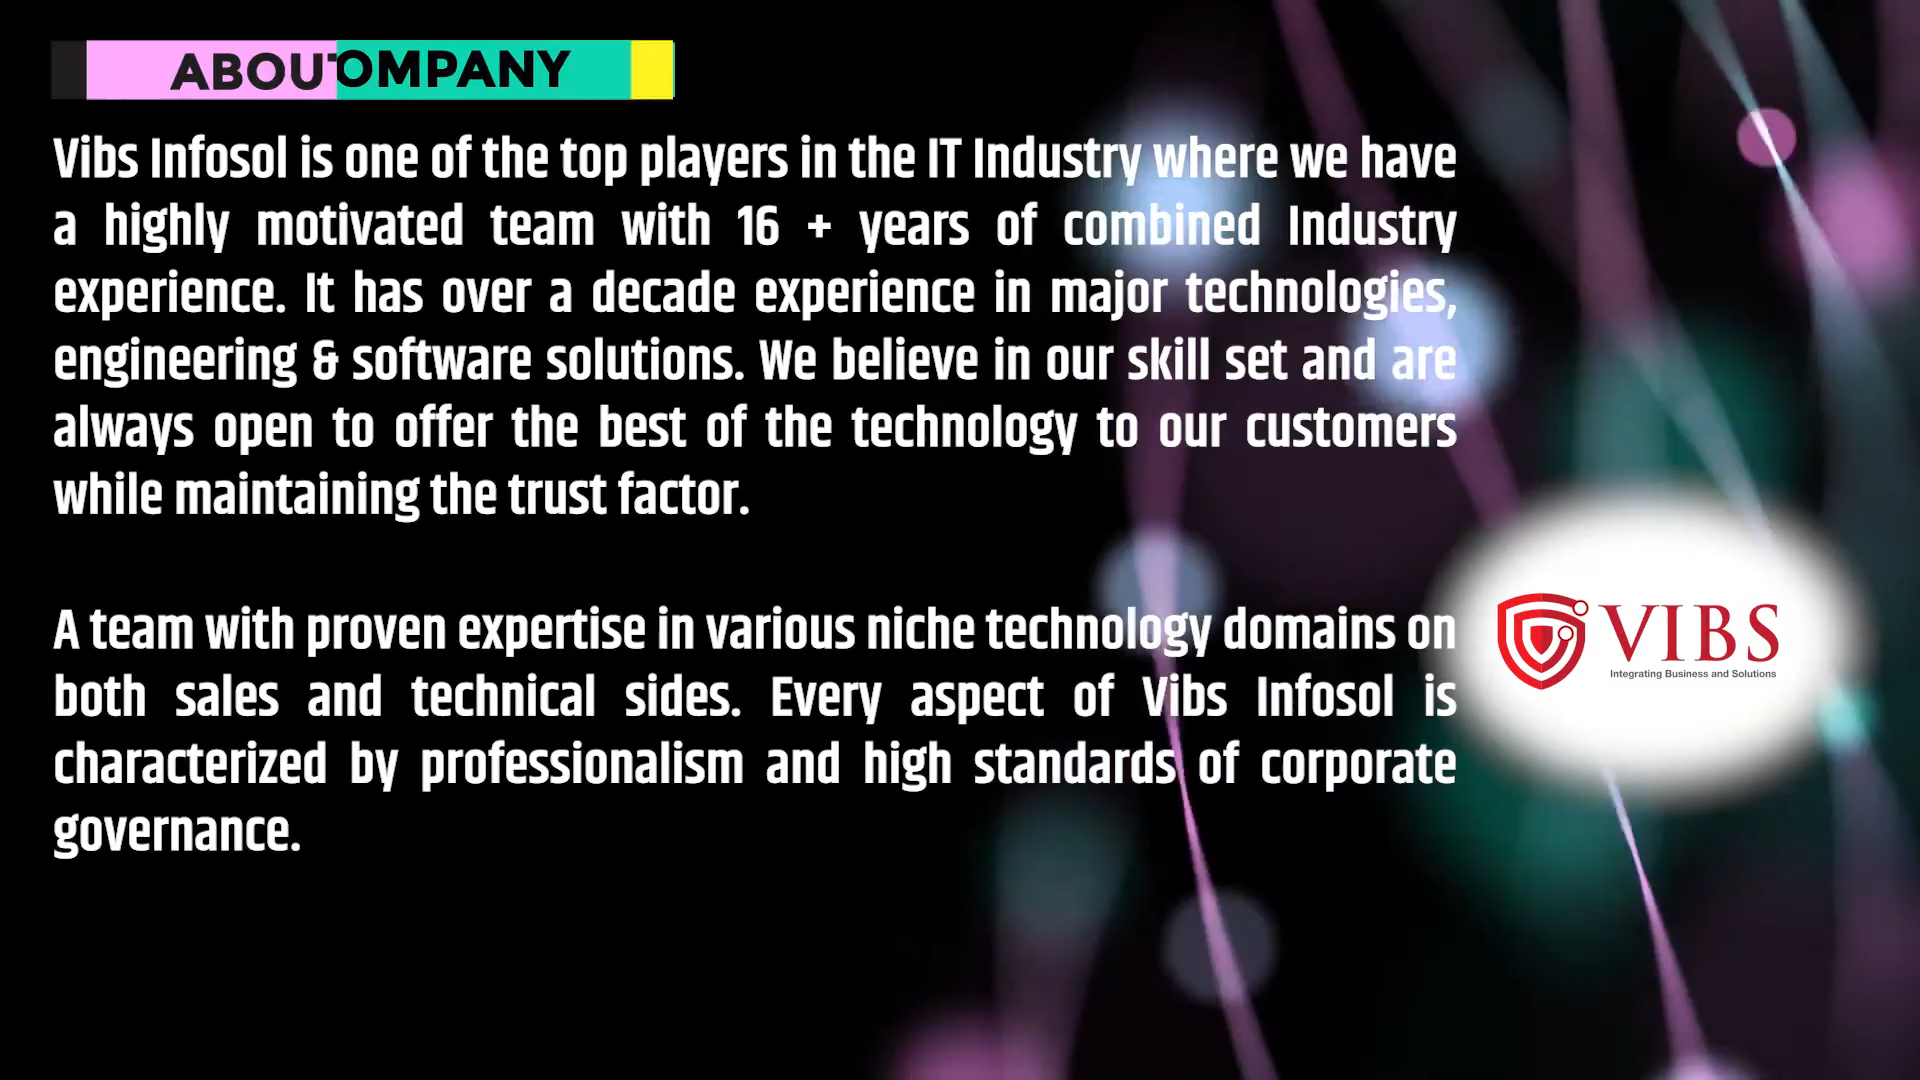 ABOUT OMPANY
Vibs Infosol is one of the top players in the IT Industry where we have
a highly motivated team with 16 + years of combined Industry
experience. It has over a decade experience in major technologies,
engineering & software solutions. We believe in our skill set and are
always open to offer the best of the technology to our customers
while maintaining the trust factor.
A team with proven expertise in various niche technology domains on
both sales and technical sides. Every aspect of Vibs Infosol is
characterized by professionalism and high standards of corporate
governance.
VIBS
Integrating Business and Solutions